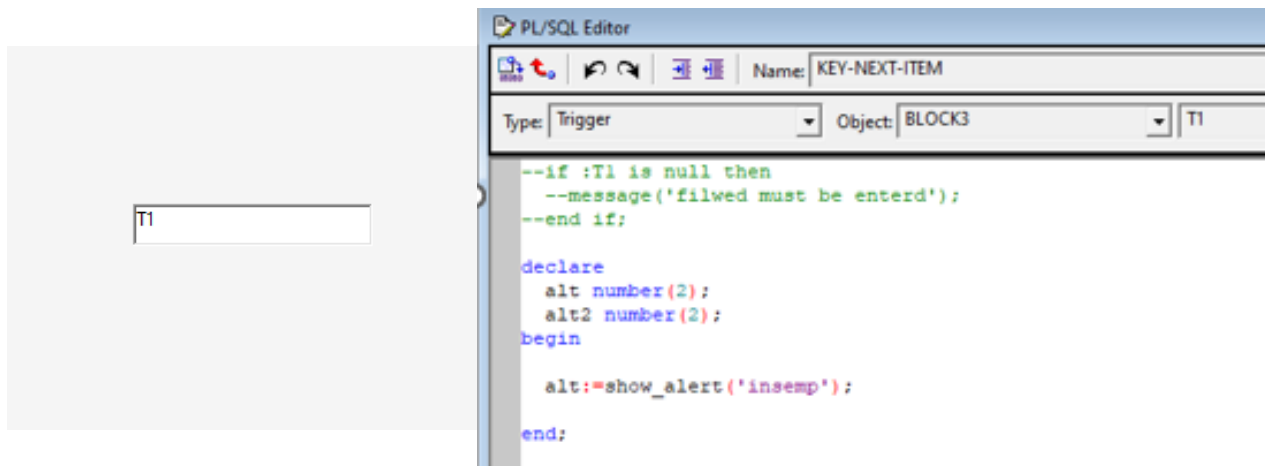 T1
PL/SQL Editor
Name: KEY-NEXT-ITEM
Type: Trigger Object: BLOCK3 T1
--if :T1 is null then
--message('filwed must be enterd');
--end if;
declare
alt number(2);
alt2 number(2);
begin
alt:=show_alert('insemp');
end;